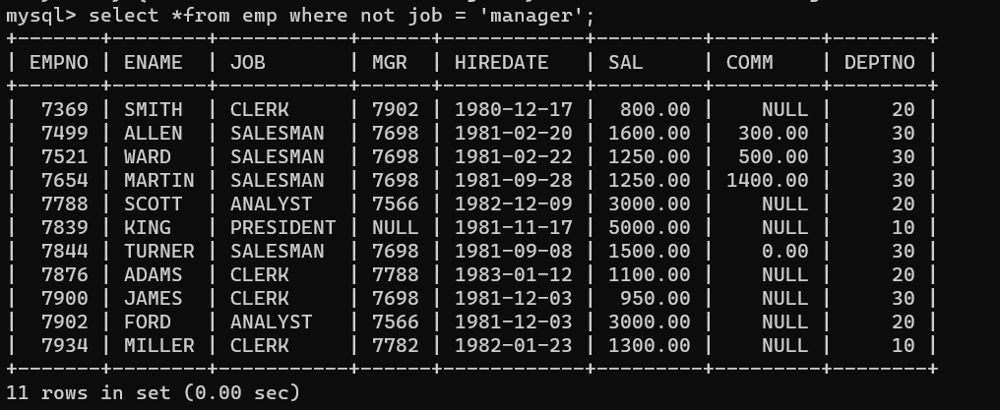 mysql> select *from emp where not job = 'manager';
+-------+--------+-----------+------+------------+---------+---------+--------+
| EMPNO | ENAME  | JOB       | MGR  | HIREDATE   | SAL     | COMM    | DEPTNO |
+-------+--------+-----------+------+------------+---------+---------+--------+
|  7369 | SMITH  | CLERK     | 7902 | 1980-12-17 |  800.00 |    NULL |     20 |
|  7499 | ALLEN  | SALESMAN  | 7698 | 1981-02-20 | 1600.00 |  300.00 |     30 |
|  7521 | WARD   | SALESMAN  | 7698 | 1981-02-22 | 1250.00 |  500.00 |     30 |
|  7654 | MARTIN | SALESMAN  | 7698 | 1981-09-28 | 1250.00 | 1400.00 |     30 |
|  7788 | SCOTT  | ANALYST   | 7566 | 1982-12-09 | 3000.00 |    NULL |     20 |
|  7839 | KING   | PRESIDENT | NULL | 1981-11-17 | 5000.00 |    NULL |     10 |
|  7844 | TURNER | SALESMAN  | 7698 | 1981-09-08 | 1500.00 |    0.00 |     30 |
|  7876 | ADAMS  | CLERK     | 7788 | 1983-01-12 | 1100.00 |    NULL |     20 |
|  7900 | JAMES  | CLERK     | 7698 | 1981-12-03 |  950.00 |    NULL |     30 |
|  7902 | FORD   | ANALYST   | 7566 | 1981-12-03 | 3000.00 |    NULL |     20 |
|  7934 | MILLER | CLERK     | 7782 | 1982-01-23 | 1300.00 |    NULL |     10 |
+-------+--------+-----------+------+------------+---------+---------+--------+
11 rows in set (0.00 sec)